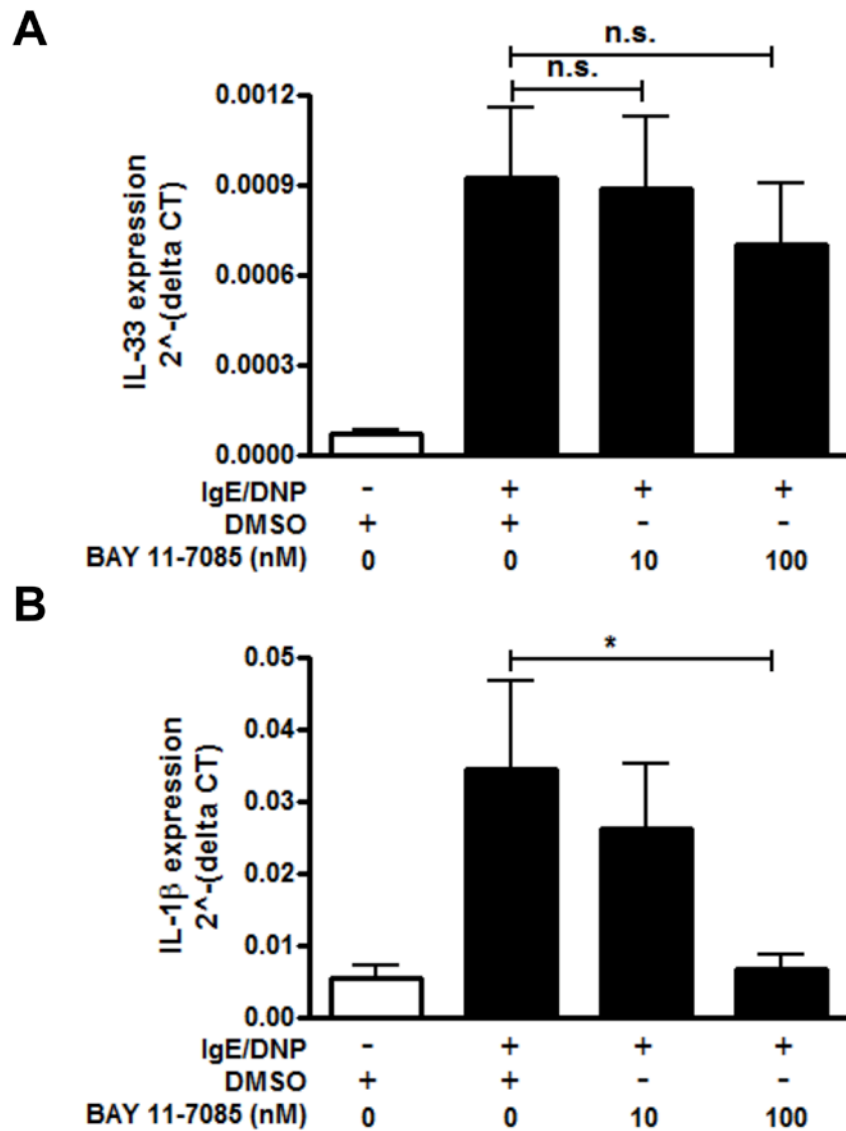 A
n.s.
n.s.
IL-33 expression
2^-(delta CT)
0.0012
0.0009
0.0006
0.0003
0.0000
IgE/DNP - + + +
DMSO + + - -
BAY 11-7085 (nM) 0 0 10 100
B
*
IL-1β expression
2^-(delta CT)
0.05
0.04
0.03
0.02
0.01
0.00
IgE/DNP - + + +
DMSO + + - -
BAY 11-7085 (nM) 0 0 10 100